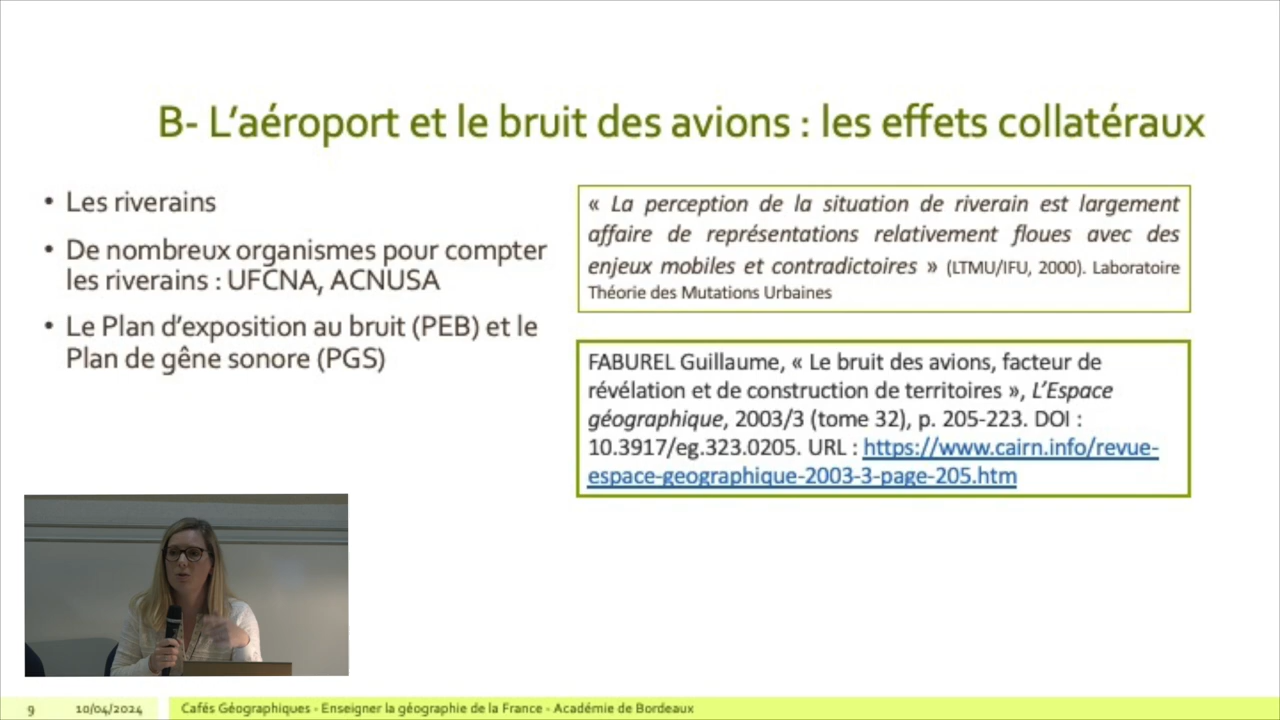 B- L’aéroport et le bruit des avions : les effets collatéraux
• Les riverains
• De nombreux organismes pour compter
les riverains : UFCNA, ACNUSA
• Le Plan d’exposition au bruit (PEB) et le
Plan de gêne sonore (PGS)
« La perception de la situation de riverain est largement
affaire de représentations relativement floues avec des
enjeux mobiles et contradictoires » (LTMU/IFU, 2000). Laboratoire
Théorie des Mutations Urbaines
FABUREL Guillaume, « Le bruit des avions, facteur de
révélation et de construction de territoires », L’Espace
géographique, 2003/3 (tome 32), p. 205-223. DOI :
10.3917/eg.323.0205. URL : https://www.cairn.info/revue-
espace-geographique-2003-3-page-205.htm
9 10/04/2024 Cafés Géographiques - Enseigner la géographie de la France - Académie de Bordeaux